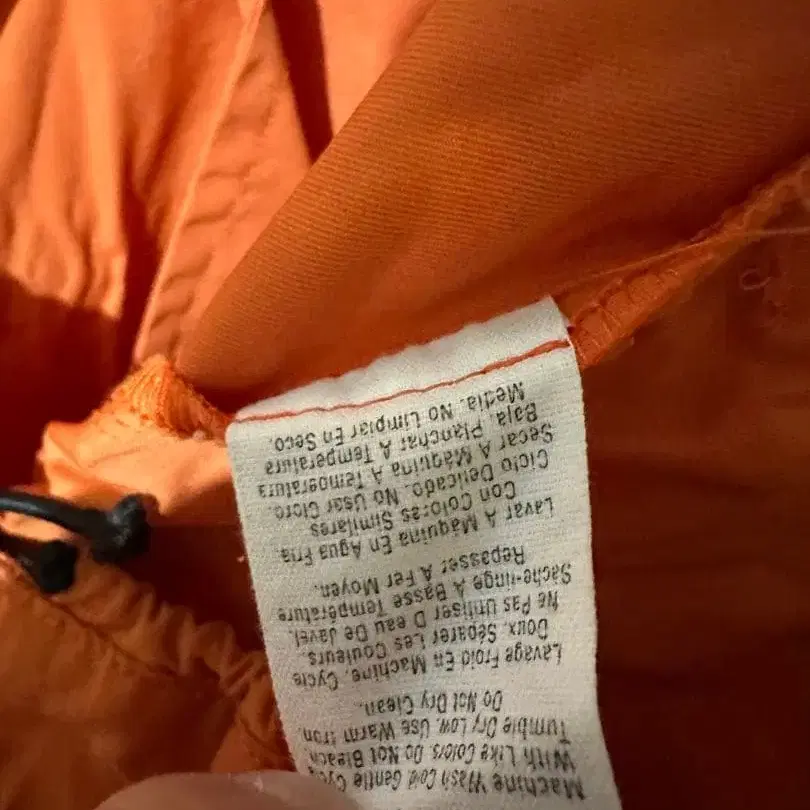 Machine Wash Cold Gentle Cycle
With Like Colors. Do Not Bleach
Tumble Dry Low. Use Warm Iron.
Do Not Dry Clean.
Lavage Froid En Machine. Cycle
Doux. Séparer Les Couleurs.
Ne Pas Utiliser D eau De Javel.
Sèche-linge A Basse Température
Repasser A Fer Moyen.
Lavar A Máquina En Agua Fria.
Con Colores Similares
Ciclo Delicado. No Usar Cloro.
Secar A Máquina A Temperatura
Baja. Planchar A Temperatura
Media. No Limpiar En Seco.